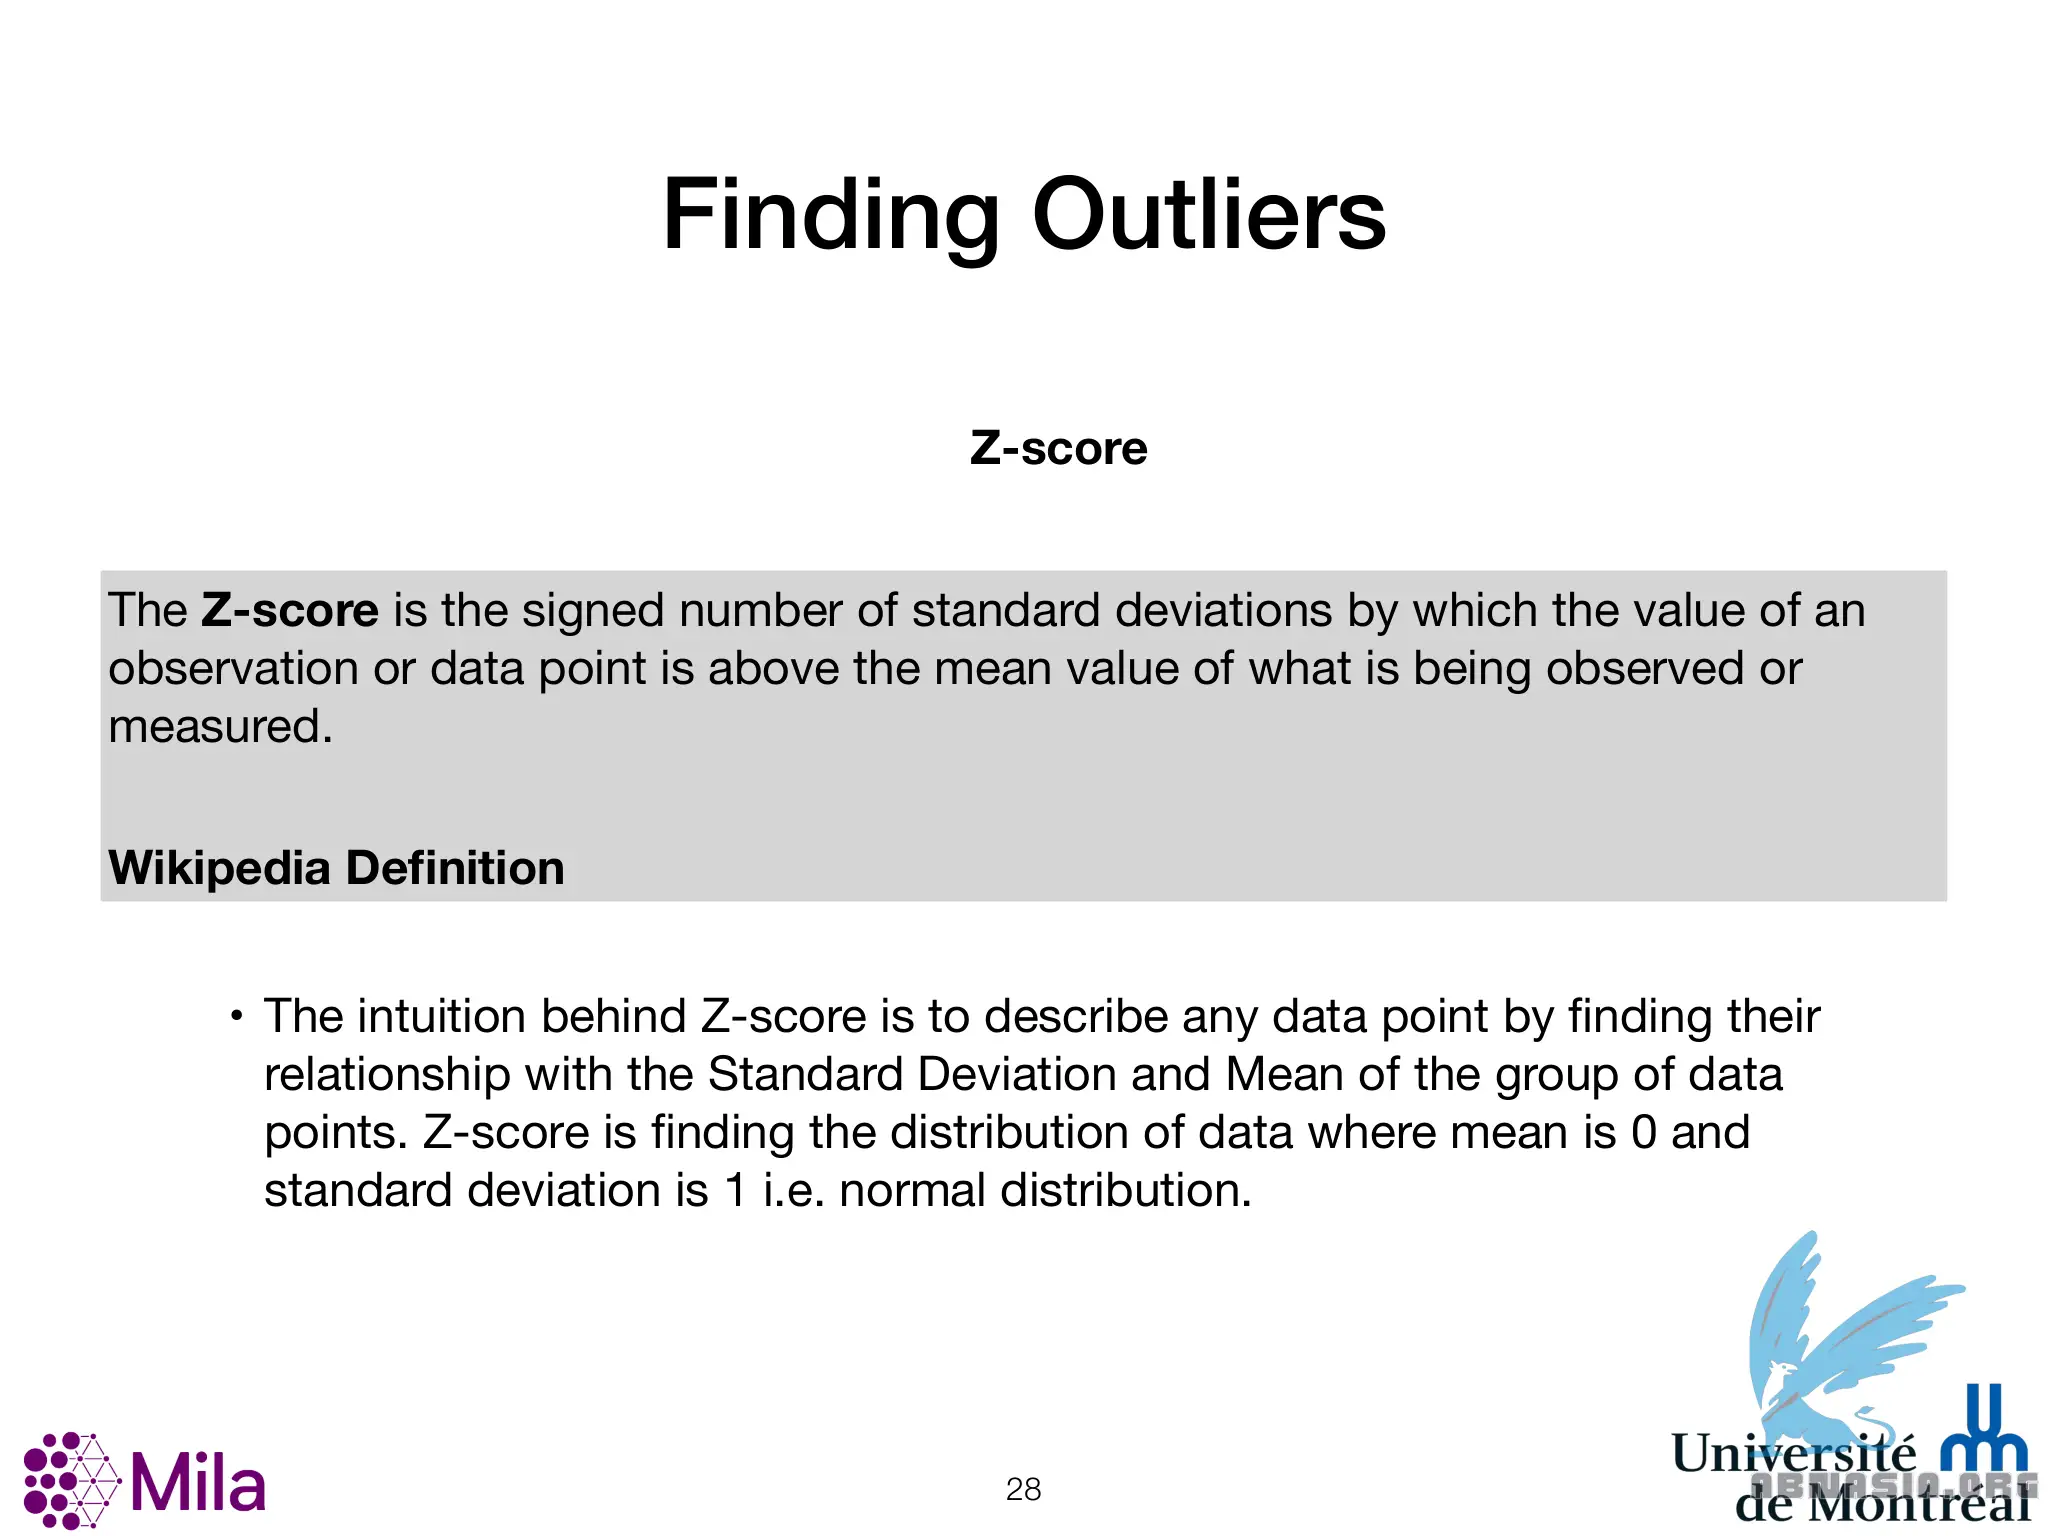 Finding Outliers
Z-score
The Z-score is the signed number of standard deviations by which the value of an
observation or data point is above the mean value of what is being observed or
measured.
Wikipedia Definition
• The intuition behind Z-score is to describe any data point by finding their
relationship with the Standard Deviation and Mean of the group of data
points. Z-score is finding the distribution of data where mean is 0 and
standard deviation is 1 i.e. normal distribution.
Mila
28
Université
de Montréal
ABNASIA.ORG